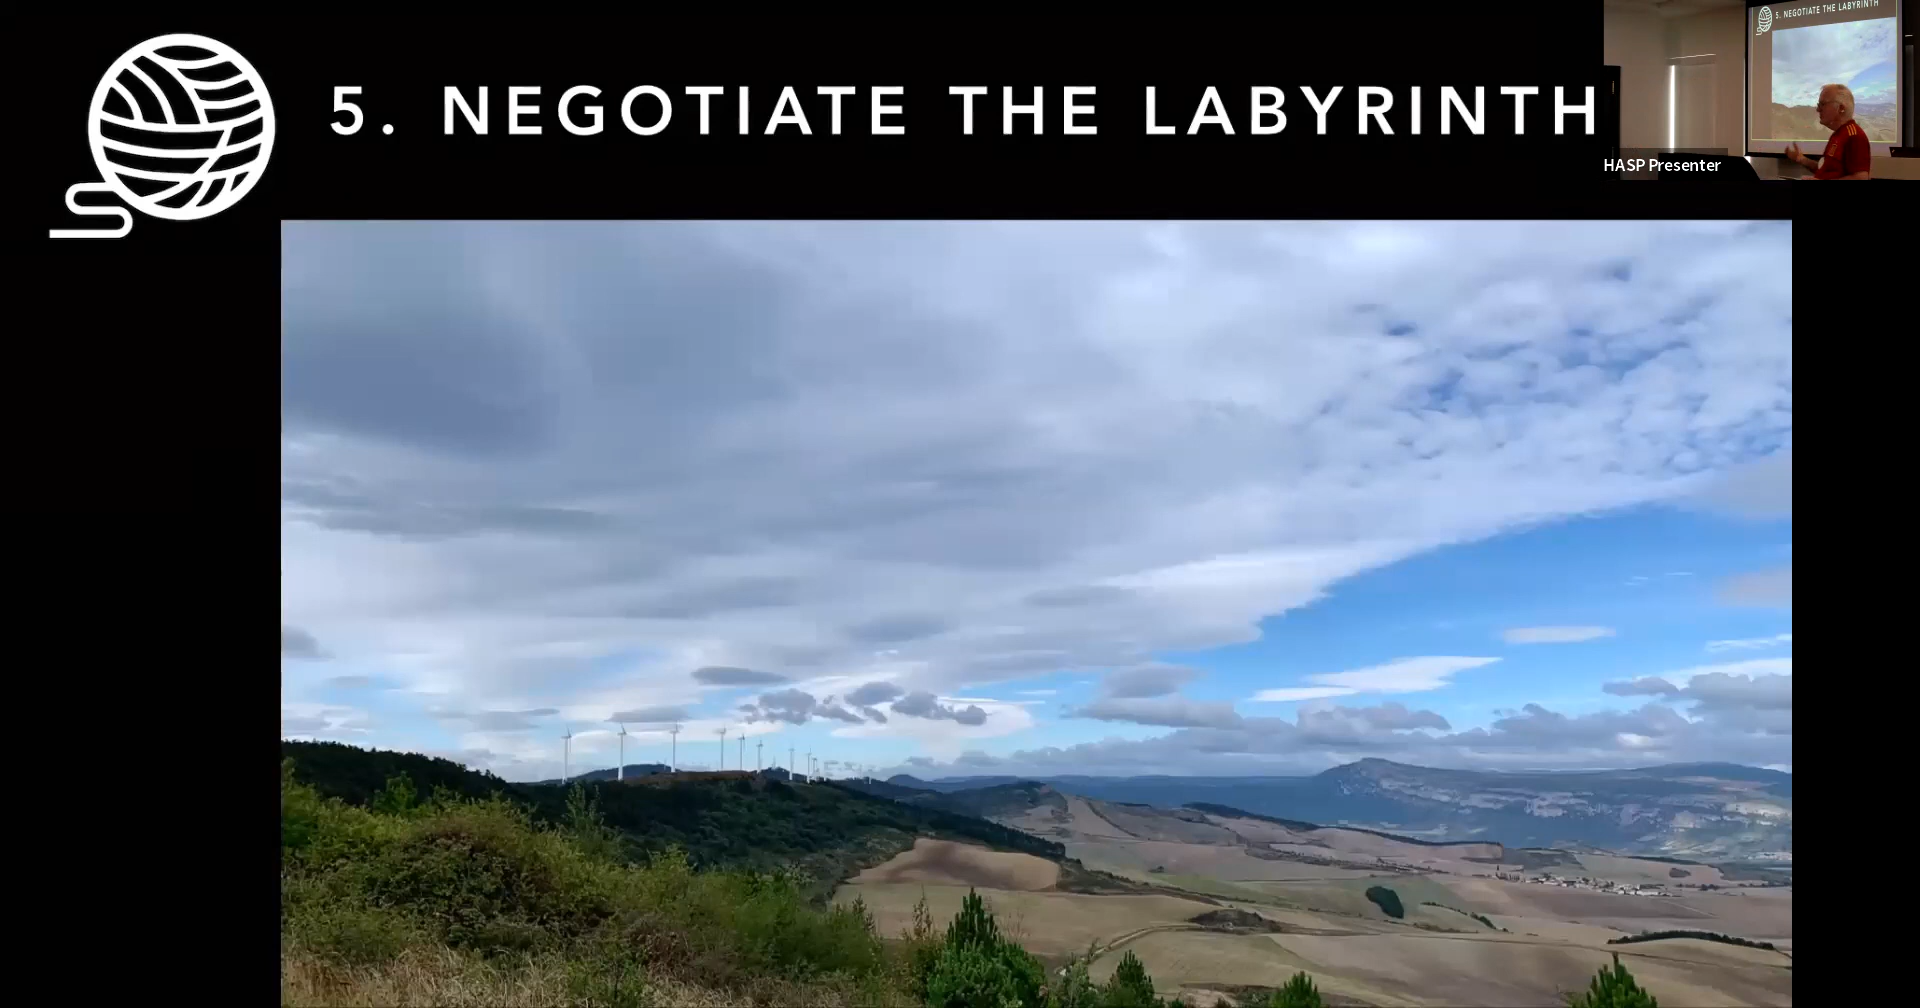 5. NEGOTIATE THE LABYRINTH
5. NEGOTIATE THE LABYRINTH
HASP Presenter